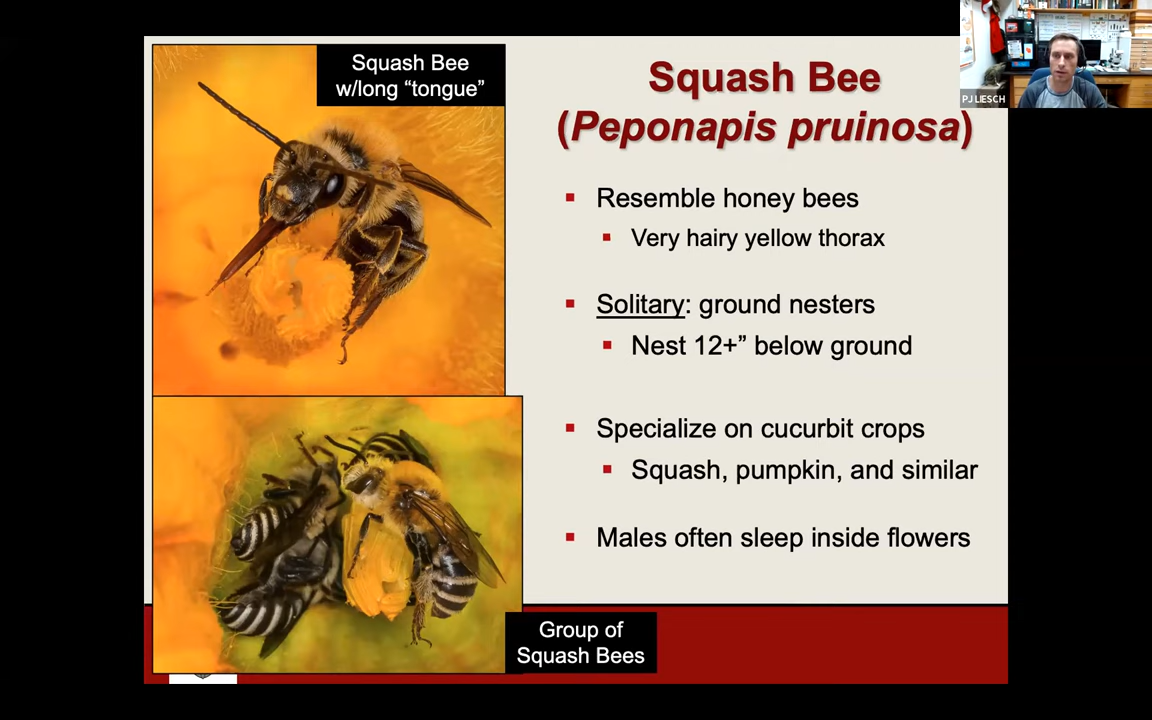 Squash Bee
w/long “tongue”
Squash Bee
(Peponapis pruinosa)
PJ LIESCH
▪ Resemble honey bees
▪ Very hairy yellow thorax
▪ Solitary: ground nesters
▪ Nest 12+” below ground
▪ Specialize on cucurbit crops
▪ Squash, pumpkin, and similar
▪ Males often sleep inside flowers
Group of
Squash Bees